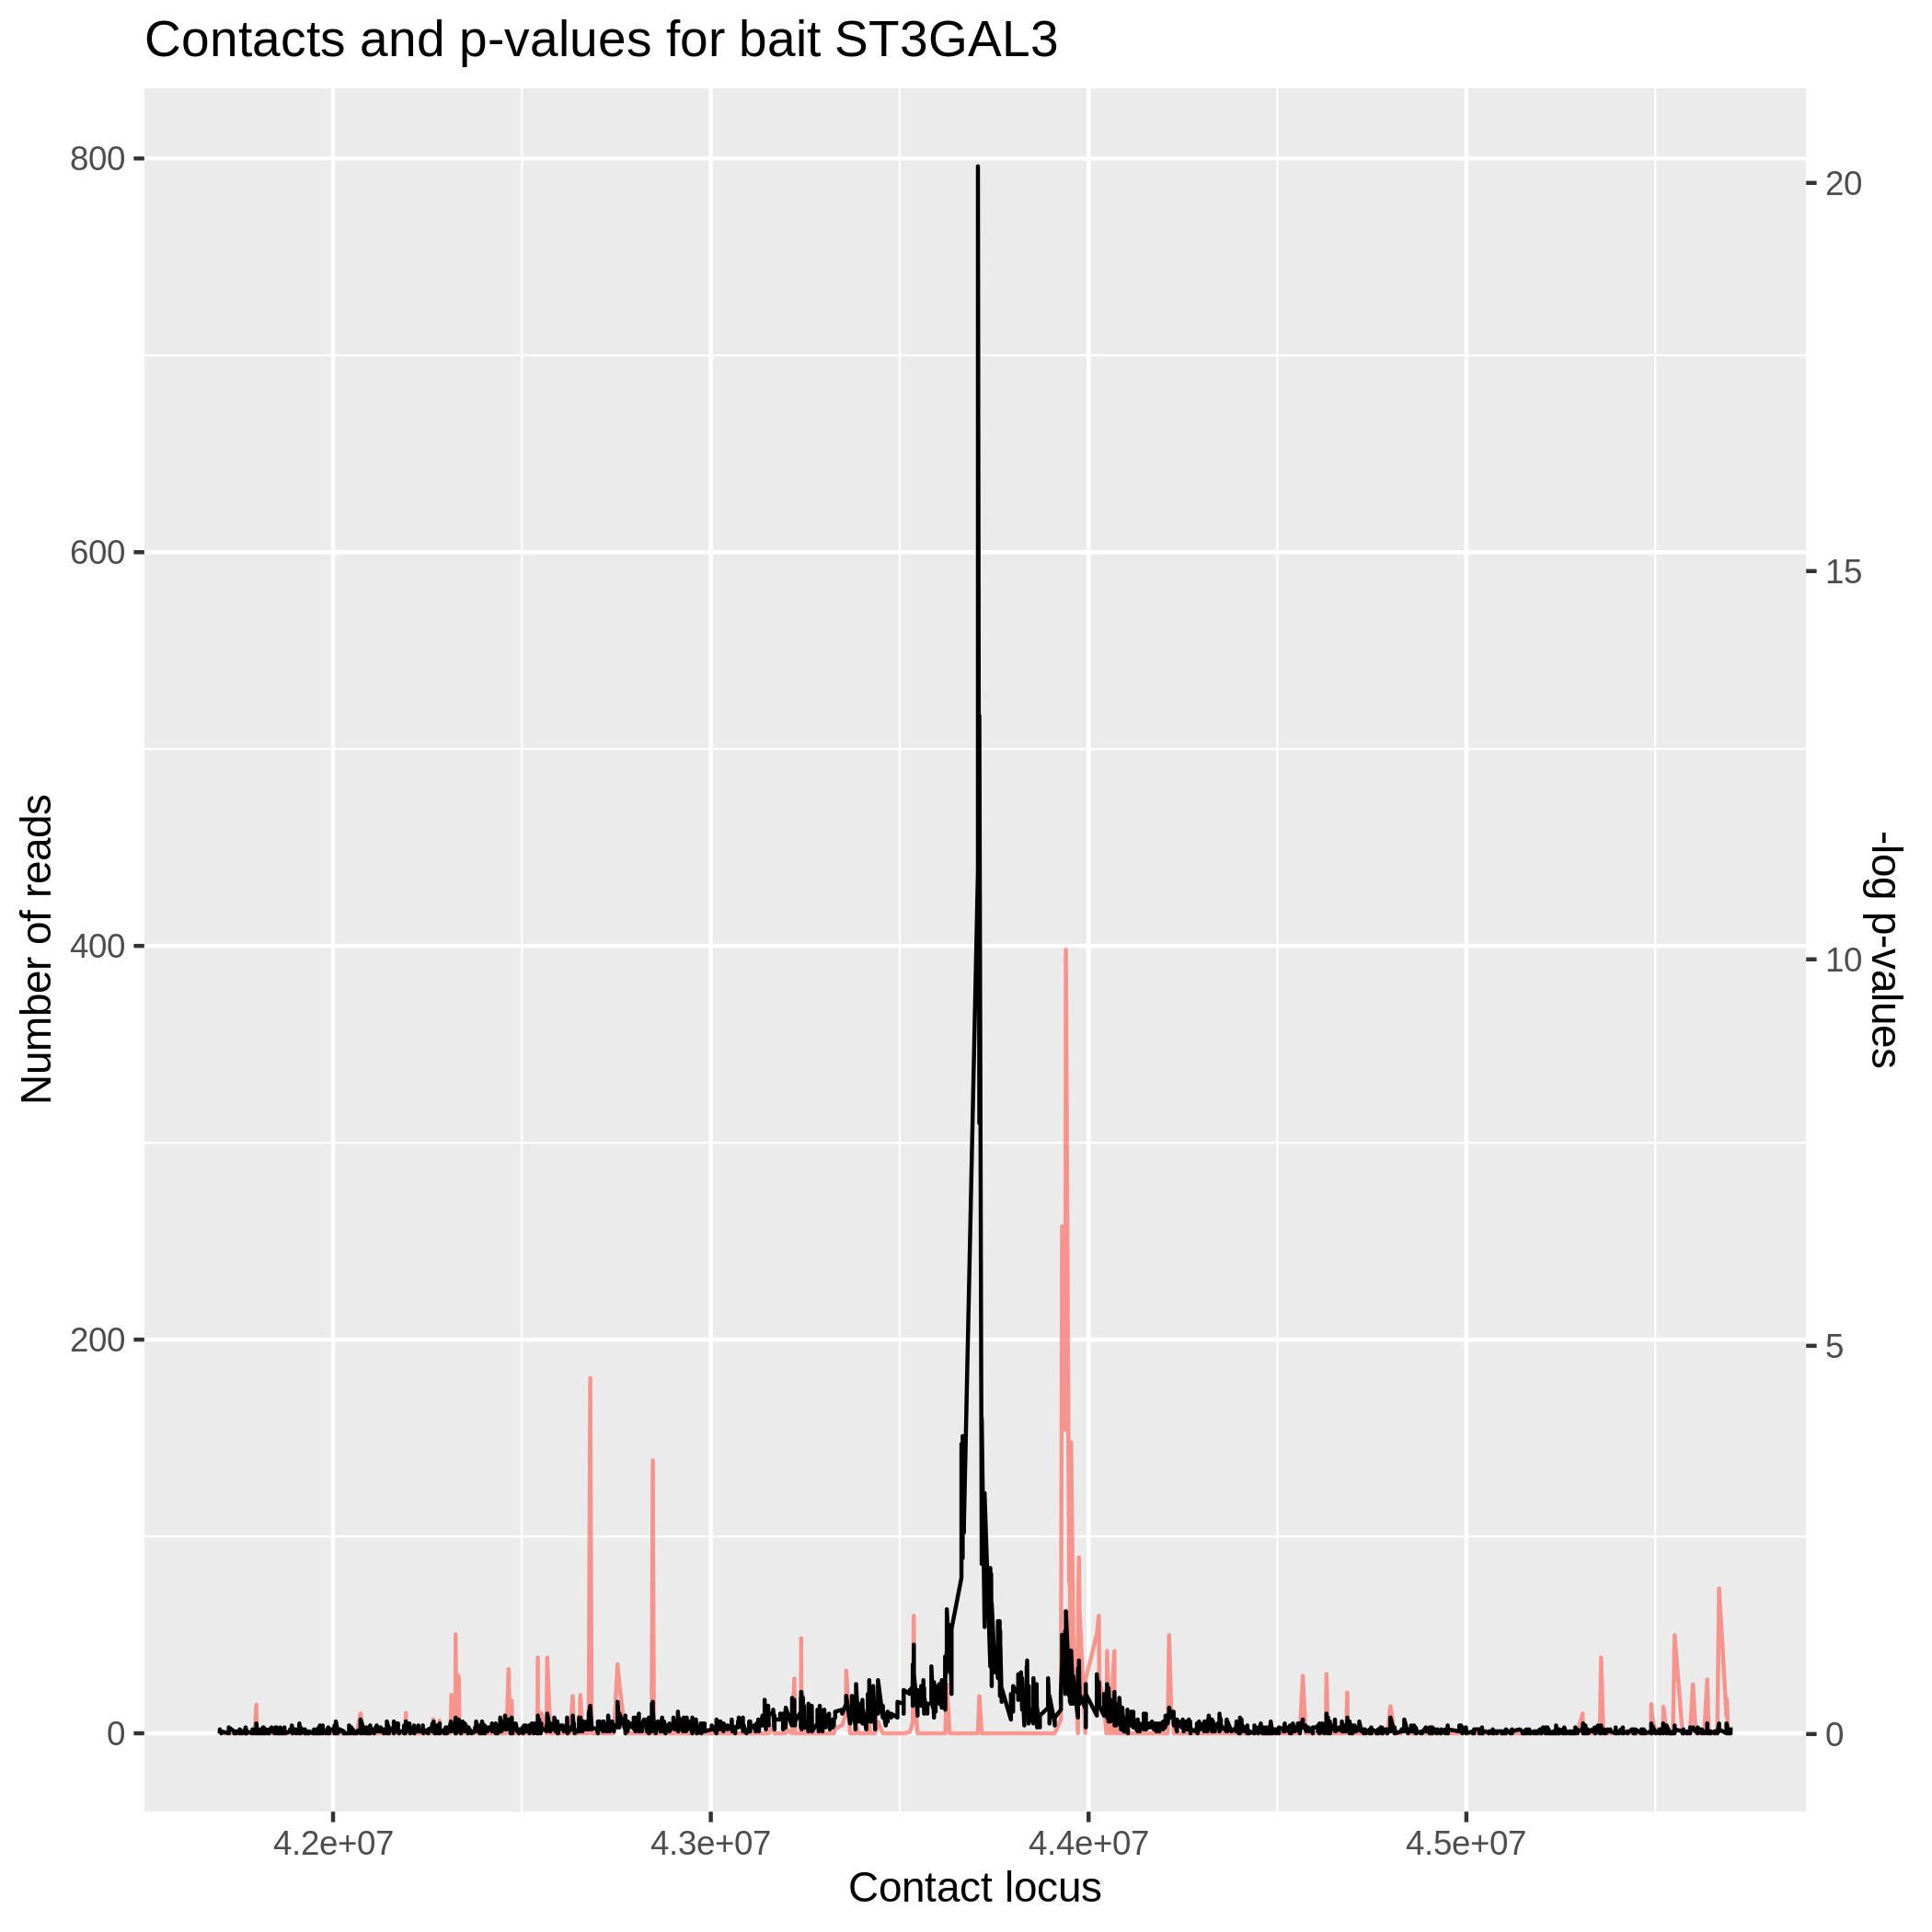 Contacts and p-values for bait ST3GAL3
800
600
400
200
0
Number of reads
20
15
10
5
0
-log p-values
4.2e+07
4.3e+07
4.4e+07
4.5e+07
Contact locus